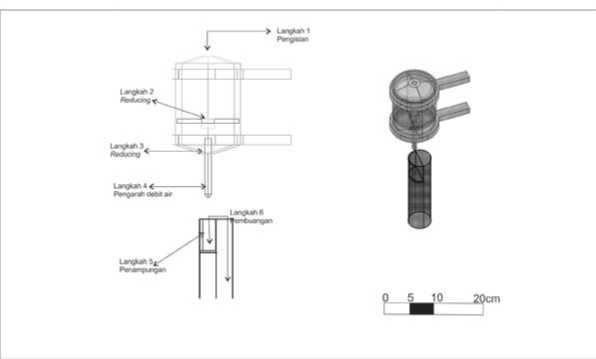 Langkah 1
Pengisian
Langkah 2
Reducing
Langkah 3
Reducing
Langkah 4
Pengarah debit air
Langkah 6
Pembuangan
Langkah 5
Penampungan
0 5 10 20cm